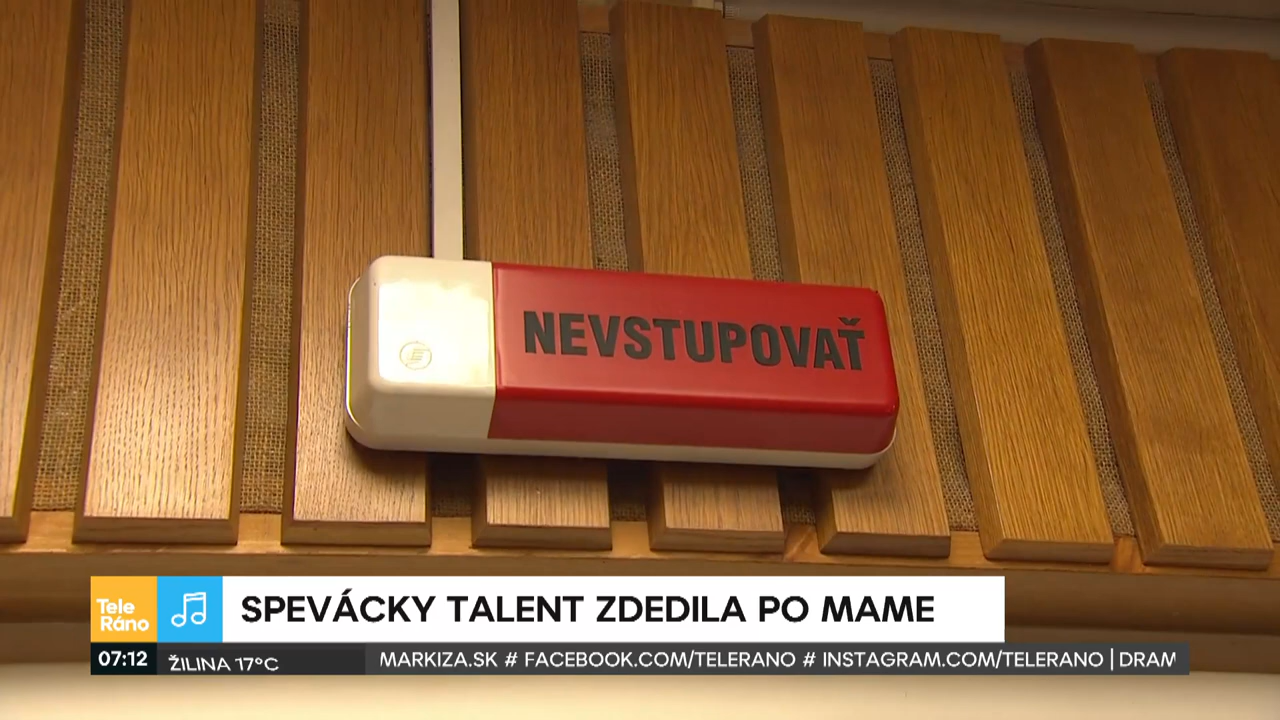 NEVSTUPOVAŤ
Tele
Ráno
SPEVÁCKY TALENT ZDEDILA PO MAME
07:12
ŽILINA 17°C
MARKIZA.SK # FACEBOOK.COM/TELERANO # INSTAGRAM.COM/TELERANO | DRAM